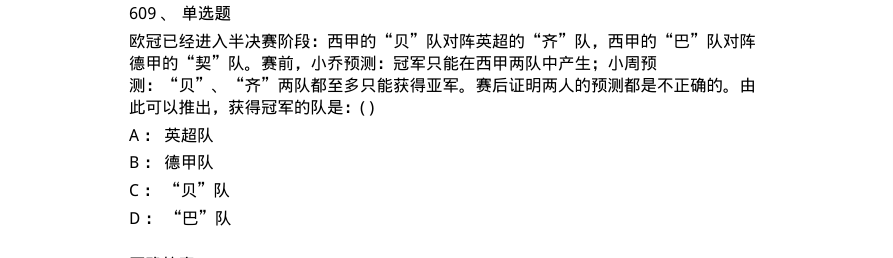 609、 单选题
欧冠已经进入半决赛阶段：西甲的“贝”队对阵英超的“齐”队，西甲的“巴”队对阵
德甲的“契”队。赛前，小乔预测：冠军只能在西甲两队中产生；小周预
测：“贝”、“齐”两队都至多只能获得亚军。赛后证明两人的预测都是不正确的。由
此可以推出，获得冠军的队是：( )
A： 英超队
B： 德甲队
C： “贝”队
D： “巴”队